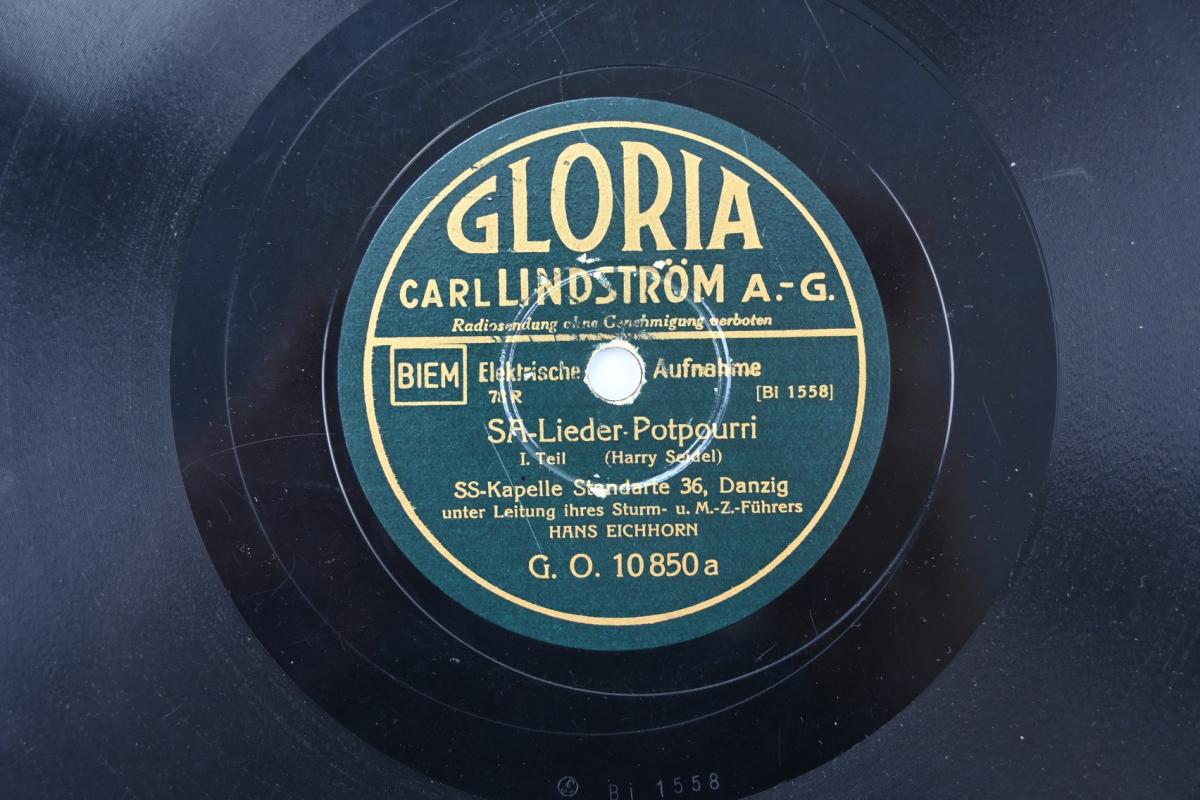 GLORIA
CARL LINDSTRÖM A.-G.
Radiosendung ohne Genehmigung verboten
BIEM Elektrische Aufnahme
78 R [Bi 1558]
SA-Lieder-Potpourri
I. Teil (Harry Seidel)
SS-Kapelle Standarte 36, Danzig
unter Leitung ihres Sturm- u. M.-Z.-Führers
HANS EICHHORN
G. O. 10850a
Bi 1558